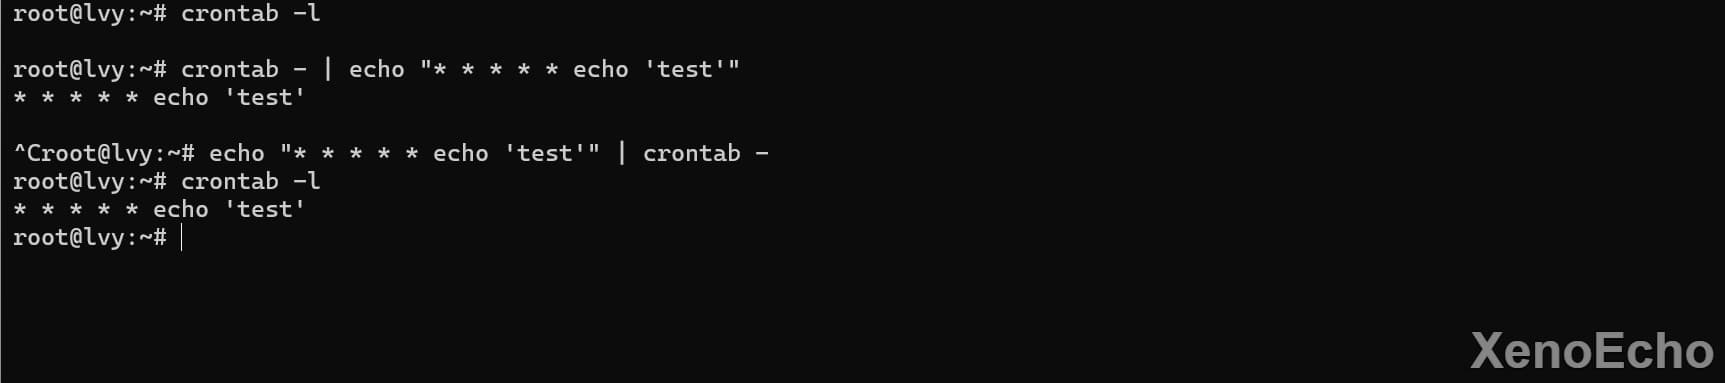 root@lvy:~# crontab -l
root@lvy:~# crontab - | echo "* * * * * echo 'test'"
* * * * * echo 'test'
^Croot@lvy:~# echo "* * * * * echo 'test'" | crontab -
root@lvy:~# crontab -l
* * * * * echo 'test'
root@lvy:~#
XenoEcho